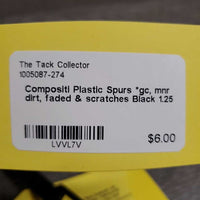 The Tack Collector
1005087-274
Compositi Plastic Spurs *gc, mnr
dirt, faded & scratches Black 1.25
LVVL7V
$6.00